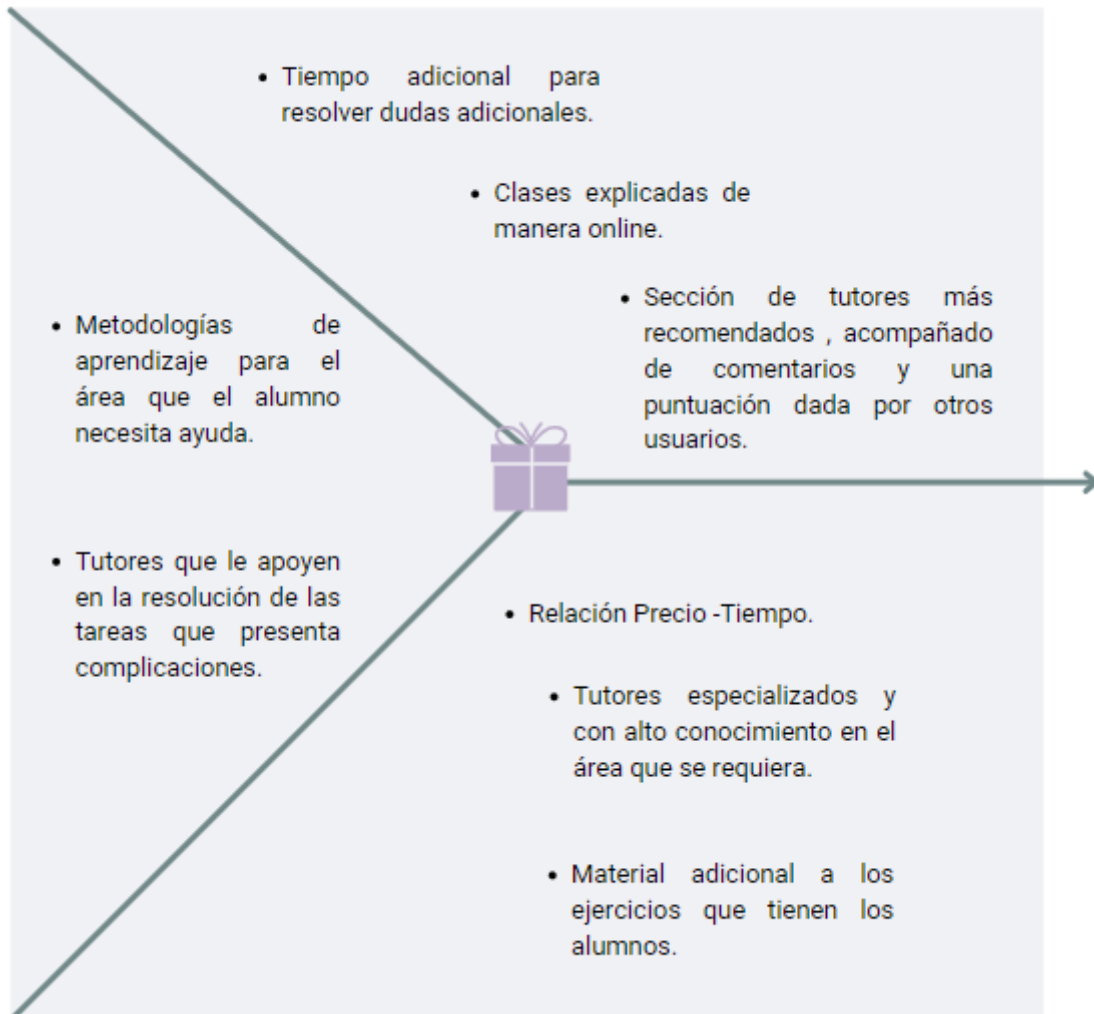 • Tiempo adicional para
resolver dudas adicionales.
• Clases explicadas de
manera online.
• Sección de tutores más
recomendados , acompañado
de comentarios y una
puntuación dada por otros
usuarios.
• Metodologías de
aprendizaje para el
área que el alumno
necesita ayuda.
• Tutores que le apoyen
en la resolución de las
tareas que presenta
complicaciones.
• Relación Precio -Tiempo.
• Tutores especializados y
con alto conocimiento en el
área que se requiera.
• Material adicional a los
ejercicios que tienen los
alumnos.